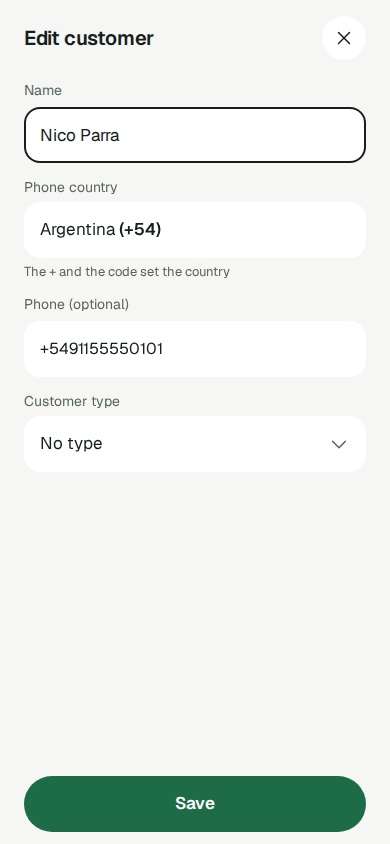 Edit customer
Name
Nico Parra
Phone country
Argentina (+54)
The + and the code set the country
Phone (optional)
+5491155550101
Customer type
No type
Save